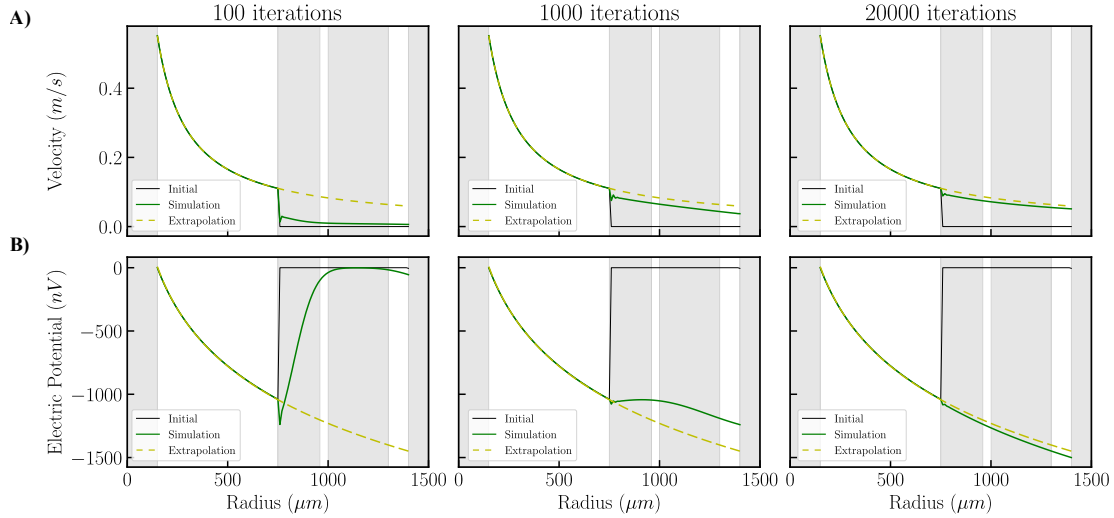 A)
100 iterations
1000 iterations
20000 iterations
Velocity (m/s)
0.4
0.2
0.0
Initial
Simulation
Extrapolation
Initial
Simulation
Extrapolation
Initial
Simulation
Extrapolation
B)
Electric Potential (nV)
0
−500
−1000
−1500
Initial
Simulation
Extrapolation
Initial
Simulation
Extrapolation
Initial
Simulation
Extrapolation
0 500 1000 1500
0 500 1000 1500
0 500 1000 1500
Radius (μm)
Radius (μm)
Radius (μm)